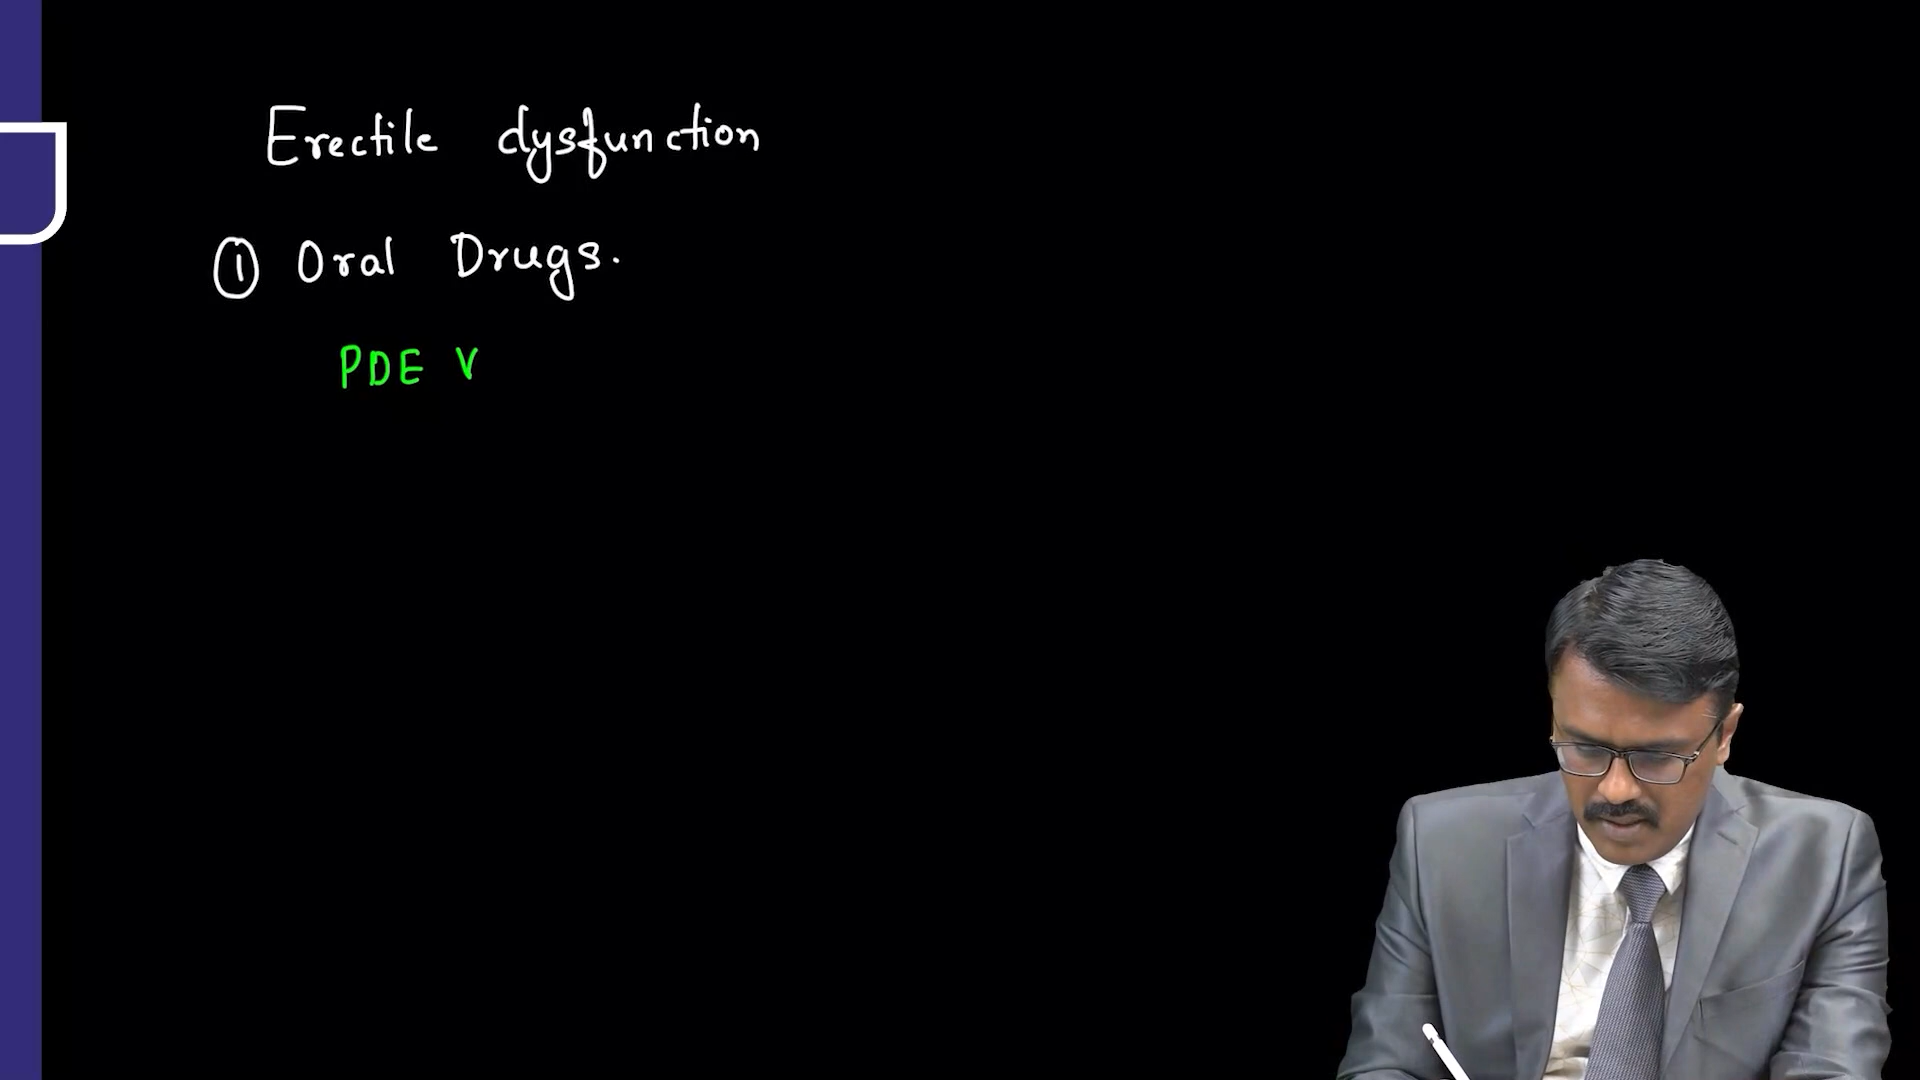 Erectile dysfunction
① Oral Drugs.
PDE V